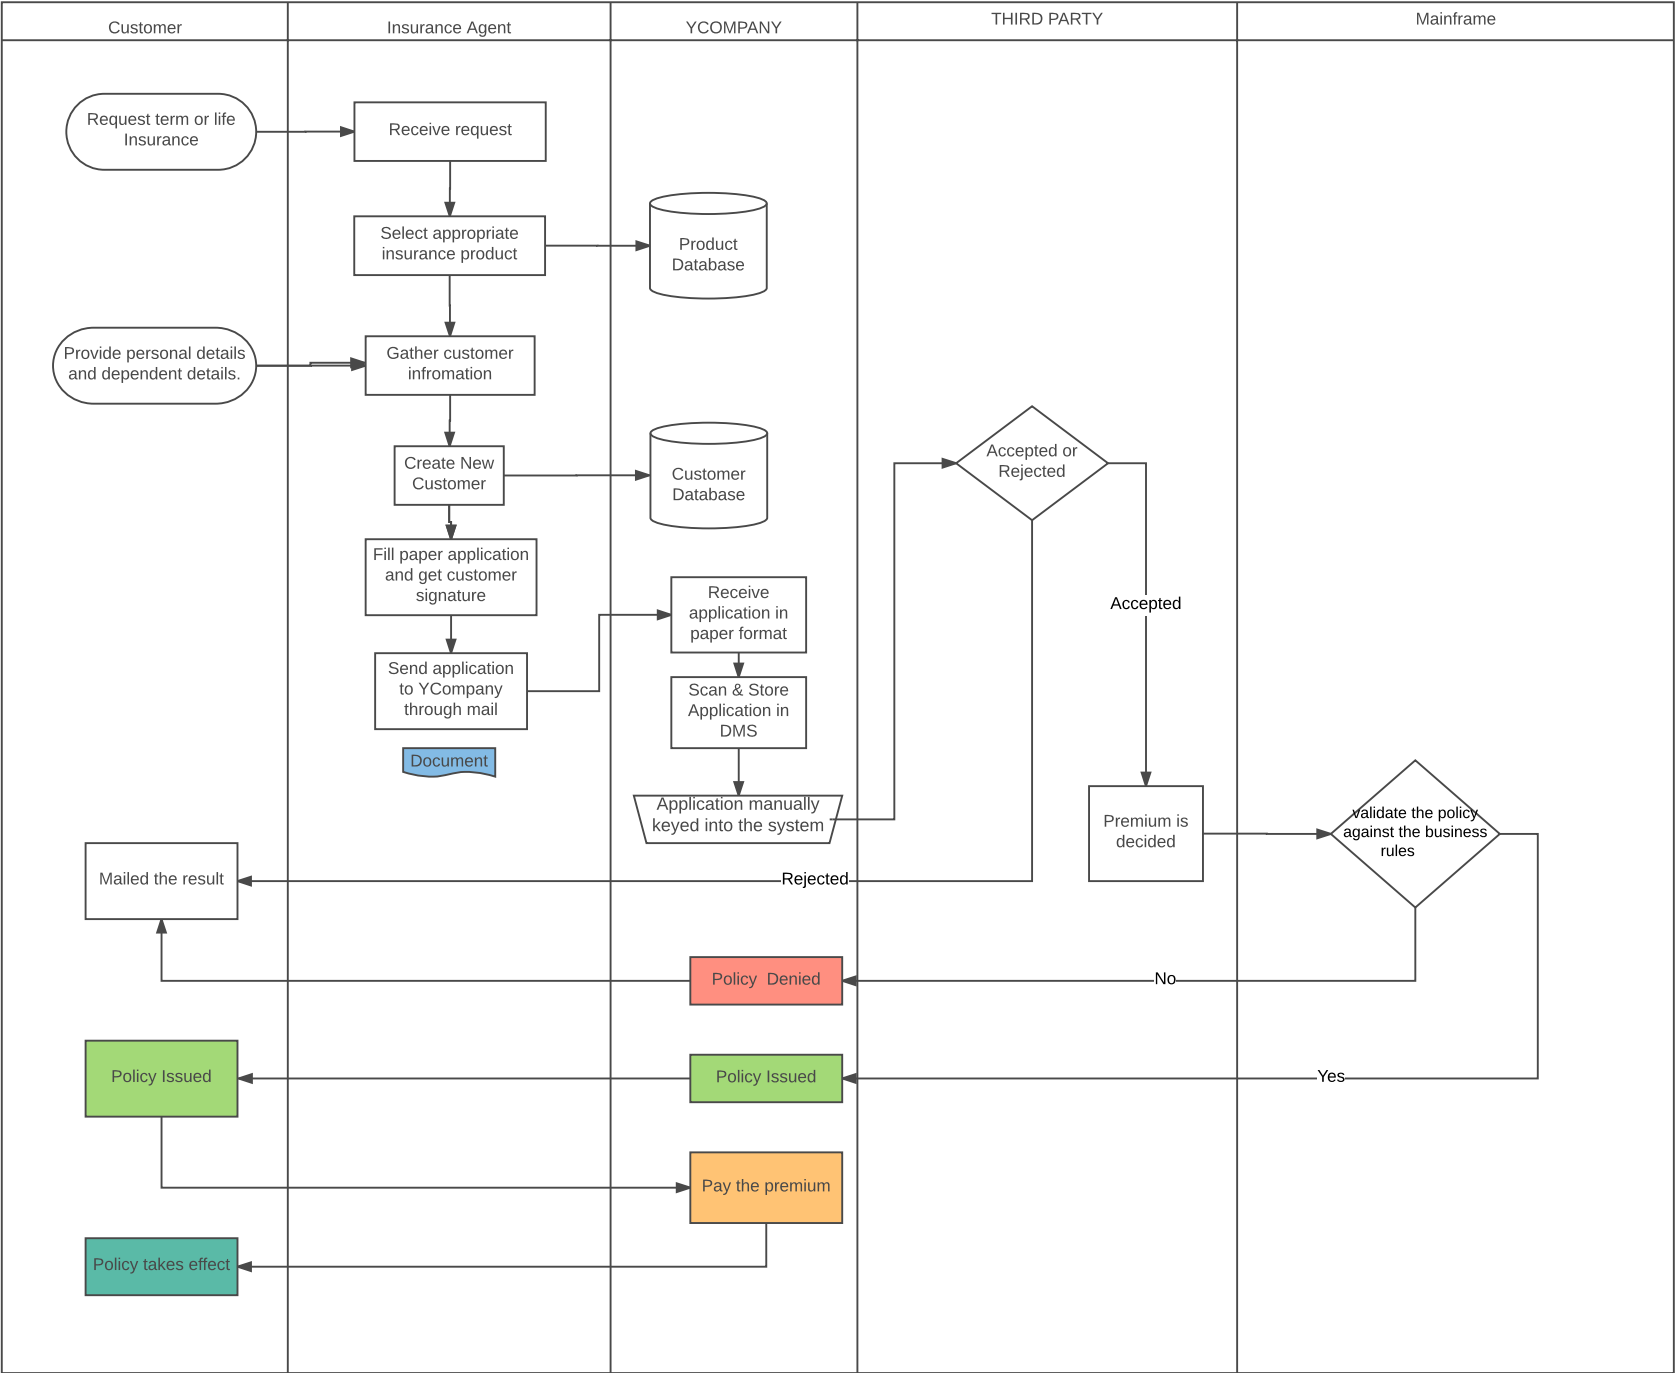 Customer
Insurance Agent
YCOMPANY
THIRD PARTY
Mainframe
Request term or life
Insurance
Receive request
Select appropriate
insurance product
Product
Database
Provide personal details
and dependent details.
Gather customer
infromation
Create New
Customer
Customer
Database
Accepted or
Rejected
Fill paper application
and get customer
signature
Receive
application in
paper format
Accepted
Send application
to YCompany
through mail
Scan & Store
Application in
DMS
Document
Application manually
keyed into the system
Premium is
decided
validate the policy
against the business
rules
Mailed the result
Rejected
Policy  Denied
No
Policy Issued
Policy Issued
Yes
Pay the premium
Policy takes effect